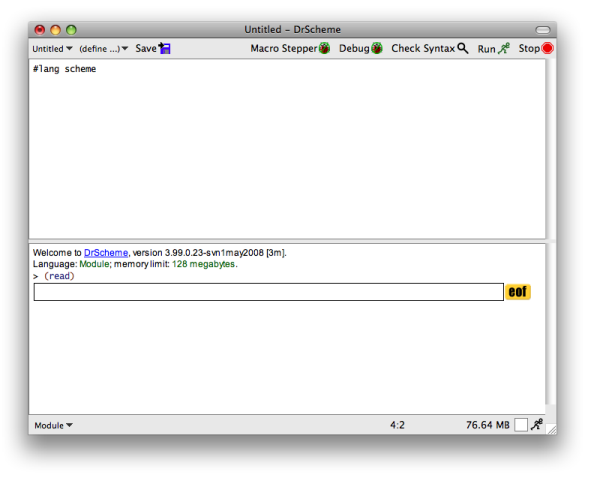 Untitled – DrScheme
Untitled (define ...) Save Macro Stepper Debug Check Syntax Run Stop
#lang scheme
Welcome to DrScheme, version 3.99.0.23-svn1may2008 [3m].
Language: Module; memory limit: 128 megabytes.
> (read)
eof
Module 4:2 76.64 MB